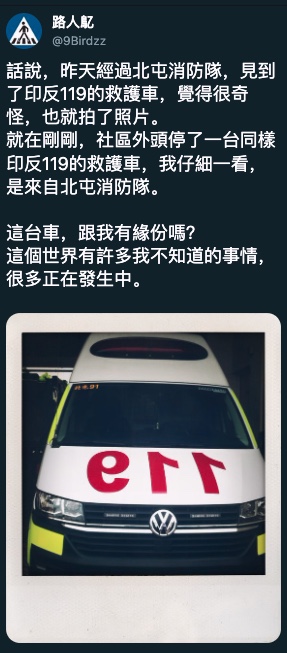 路人虻
@9Birdzz
話說，昨天經過北屯消防隊，見到
了印反119的救護車，覺得很奇
怪，也就拍了照片。
就在剛剛，社區外頭停了一台同樣
印反119的救護車，我仔細一看，
是來自北屯消防隊。
這台車，跟我有緣份嗎？
這個世界有許多我不知道的事情，
很多正在發生中。
119